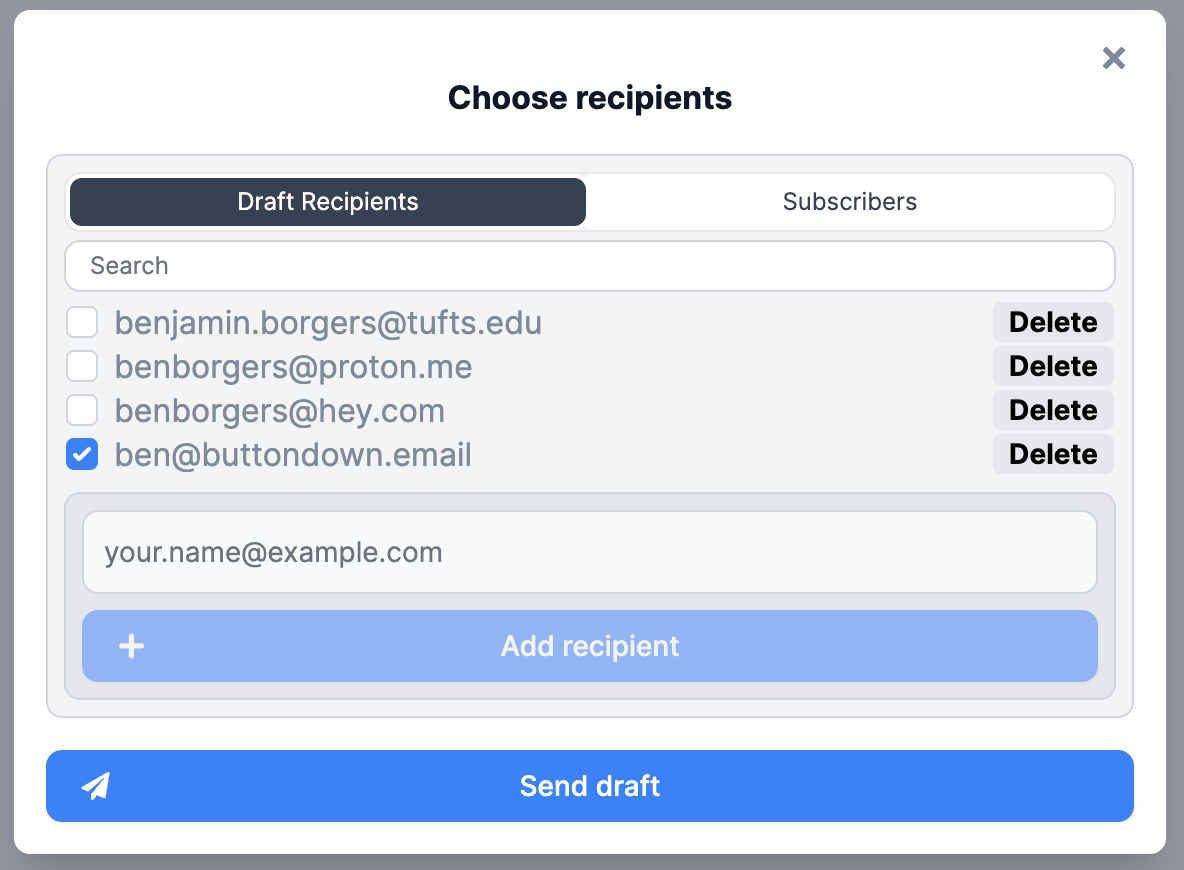 Choose recipients
Draft Recipients Subscribers
Search
benjamin.borgers@tufts.edu Delete
benborgers@proton.me Delete
benborgers@hey.com Delete
ben@buttondown.email Delete
your.name@example.com
Add recipient
Send draft